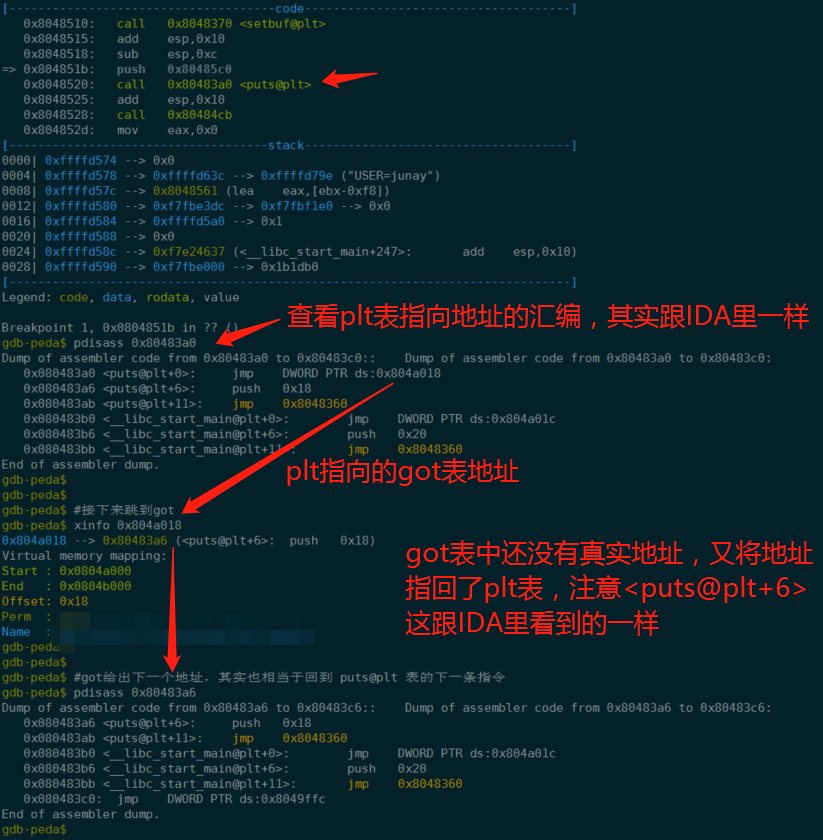 [-------------------------------------code-------------------------------------]
   0x8048510:	call   0x8048370 <setbuf@plt>
   0x8048515:	add    esp,0x10
   0x8048518:	sub    esp,0xc
=> 0x804851b:	push   0x80485c0
   0x8048520:	call   0x80483a0 <puts@plt>
   0x8048525:	add    esp,0x10
   0x8048528:	call   0x80484cb
   0x804852d:	mov    eax,0x0
[------------------------------------stack-------------------------------------]
0000| 0xffffd574 --> 0x0
0004| 0xffffd578 --> 0xffffd63c --> 0xffffd79e ("USER=junay")
0008| 0xffffd57c --> 0x8048561 (lea    eax,[ebx-0xf8])
0012| 0xffffd580 --> 0xf7fbe3dc --> 0xf7fbf1e0 --> 0x0
0016| 0xffffd584 --> 0xffffd5a0 --> 0x1
0020| 0xffffd588 --> 0x0
0024| 0xffffd58c --> 0xf7e24637 (<__libc_start_main+247>:	add    esp,0x10)
0028| 0xffffd590 --> 0xf7fbe000 --> 0x1b1db0
[------------------------------------------------------------------------------]
Legend: code, data, rodata, value
查看plt表指向地址的汇编，其实跟IDA里一样
Breakpoint 1, 0x0804851b in ?? ()
gdb-peda$ pdisass 0x80483a0
Dump of assembler code from 0x80483a0 to 0x80483c0::	Dump of assembler code from 0x80483a0 to 0x80483c0:
   0x080483a0 <puts@plt+0>:	jmp    DWORD PTR ds:0x804a018
   0x080483a6 <puts@plt+6>:	push   0x18
   0x080483ab <puts@plt+11>:	jmp    0x8048360
   0x080483b0 <__libc_start_main@plt+0>:	jmp    DWORD PTR ds:0x804a01c
   0x080483b6 <__libc_start_main@plt+6>:	push   0x20
   0x080483bb <__libc_start_main@plt+11>:	jmp    0x8048360
End of assembler dump.
plt指向的got表地址
gdb-peda$
gdb-peda$
gdb-peda$ #接下来跳到got
gdb-peda$ xinfo 0x804a018
0x804a018 --> 0x80483a6 (<puts@plt+6>:	push   0x18)
Virtual memory mapping:
Start : 0x0804a000
End   : 0x0804b000
Offset: 0x18
Perm  :
Name  :
got表中还没有真实地址，又将地址
指回了plt表，注意<puts@plt+6>
这跟IDA里看到的一样
gdb-peda$
gdb-peda$
gdb-peda$ #got给出下一个地址，其实也相当于回到 puts@plt 表的下一条指令
gdb-peda$ pdisass 0x80483a6
Dump of assembler code from 0x80483a6 to 0x80483c6::	Dump of assembler code from 0x80483a6 to 0x80483c6:
   0x080483a6 <puts@plt+6>:	push   0x18
   0x080483ab <puts@plt+11>:	jmp    0x8048360
   0x080483b0 <__libc_start_main@plt+0>:	jmp    DWORD PTR ds:0x804a01c
   0x080483b6 <__libc_start_main@plt+6>:	push   0x20
   0x080483bb <__libc_start_main@plt+11>:	jmp    0x8048360
   0x080483c0:	jmp    DWORD PTR ds:0x8049ffc
End of assembler dump.
gdb-peda$